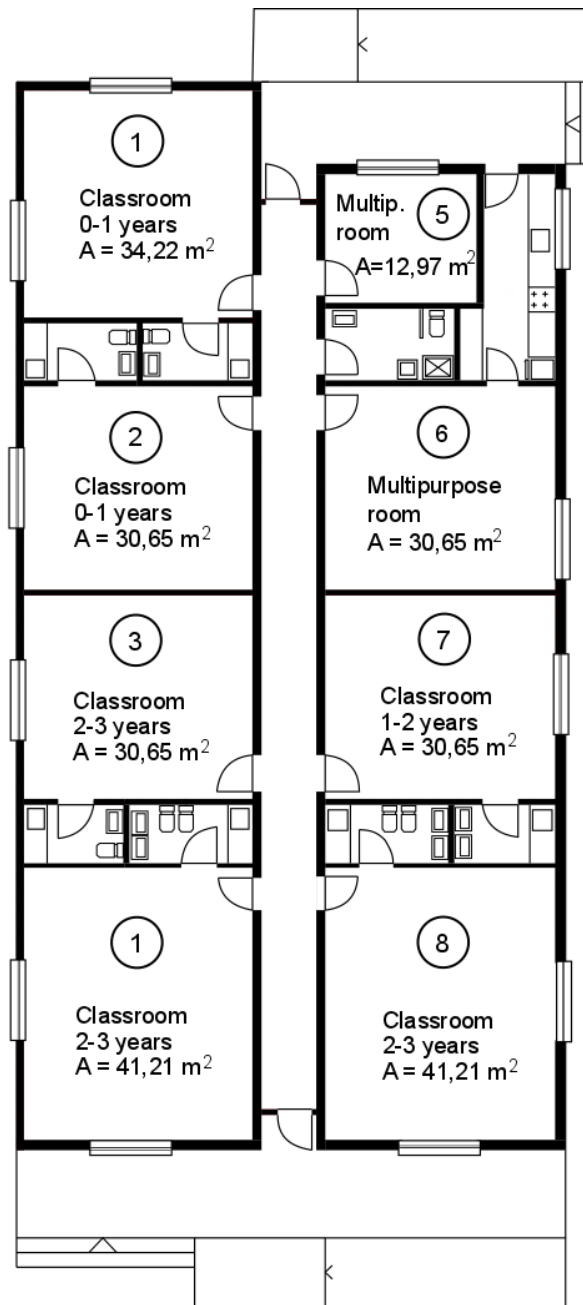 1
Classroom
0-1 years
A = 34,22 m²
Multip.
room
5
A=12,97 m²
2
Classroom
0-1 years
A = 30,65 m²
6
Multipurpose
room
A = 30,65 m²
3
Classroom
2-3 years
A = 30,65 m²
7
Classroom
1-2 years
A = 30,65 m²
1
Classroom
2-3 years
A = 41,21 m²
8
Classroom
2-3 years
A = 41,21 m²